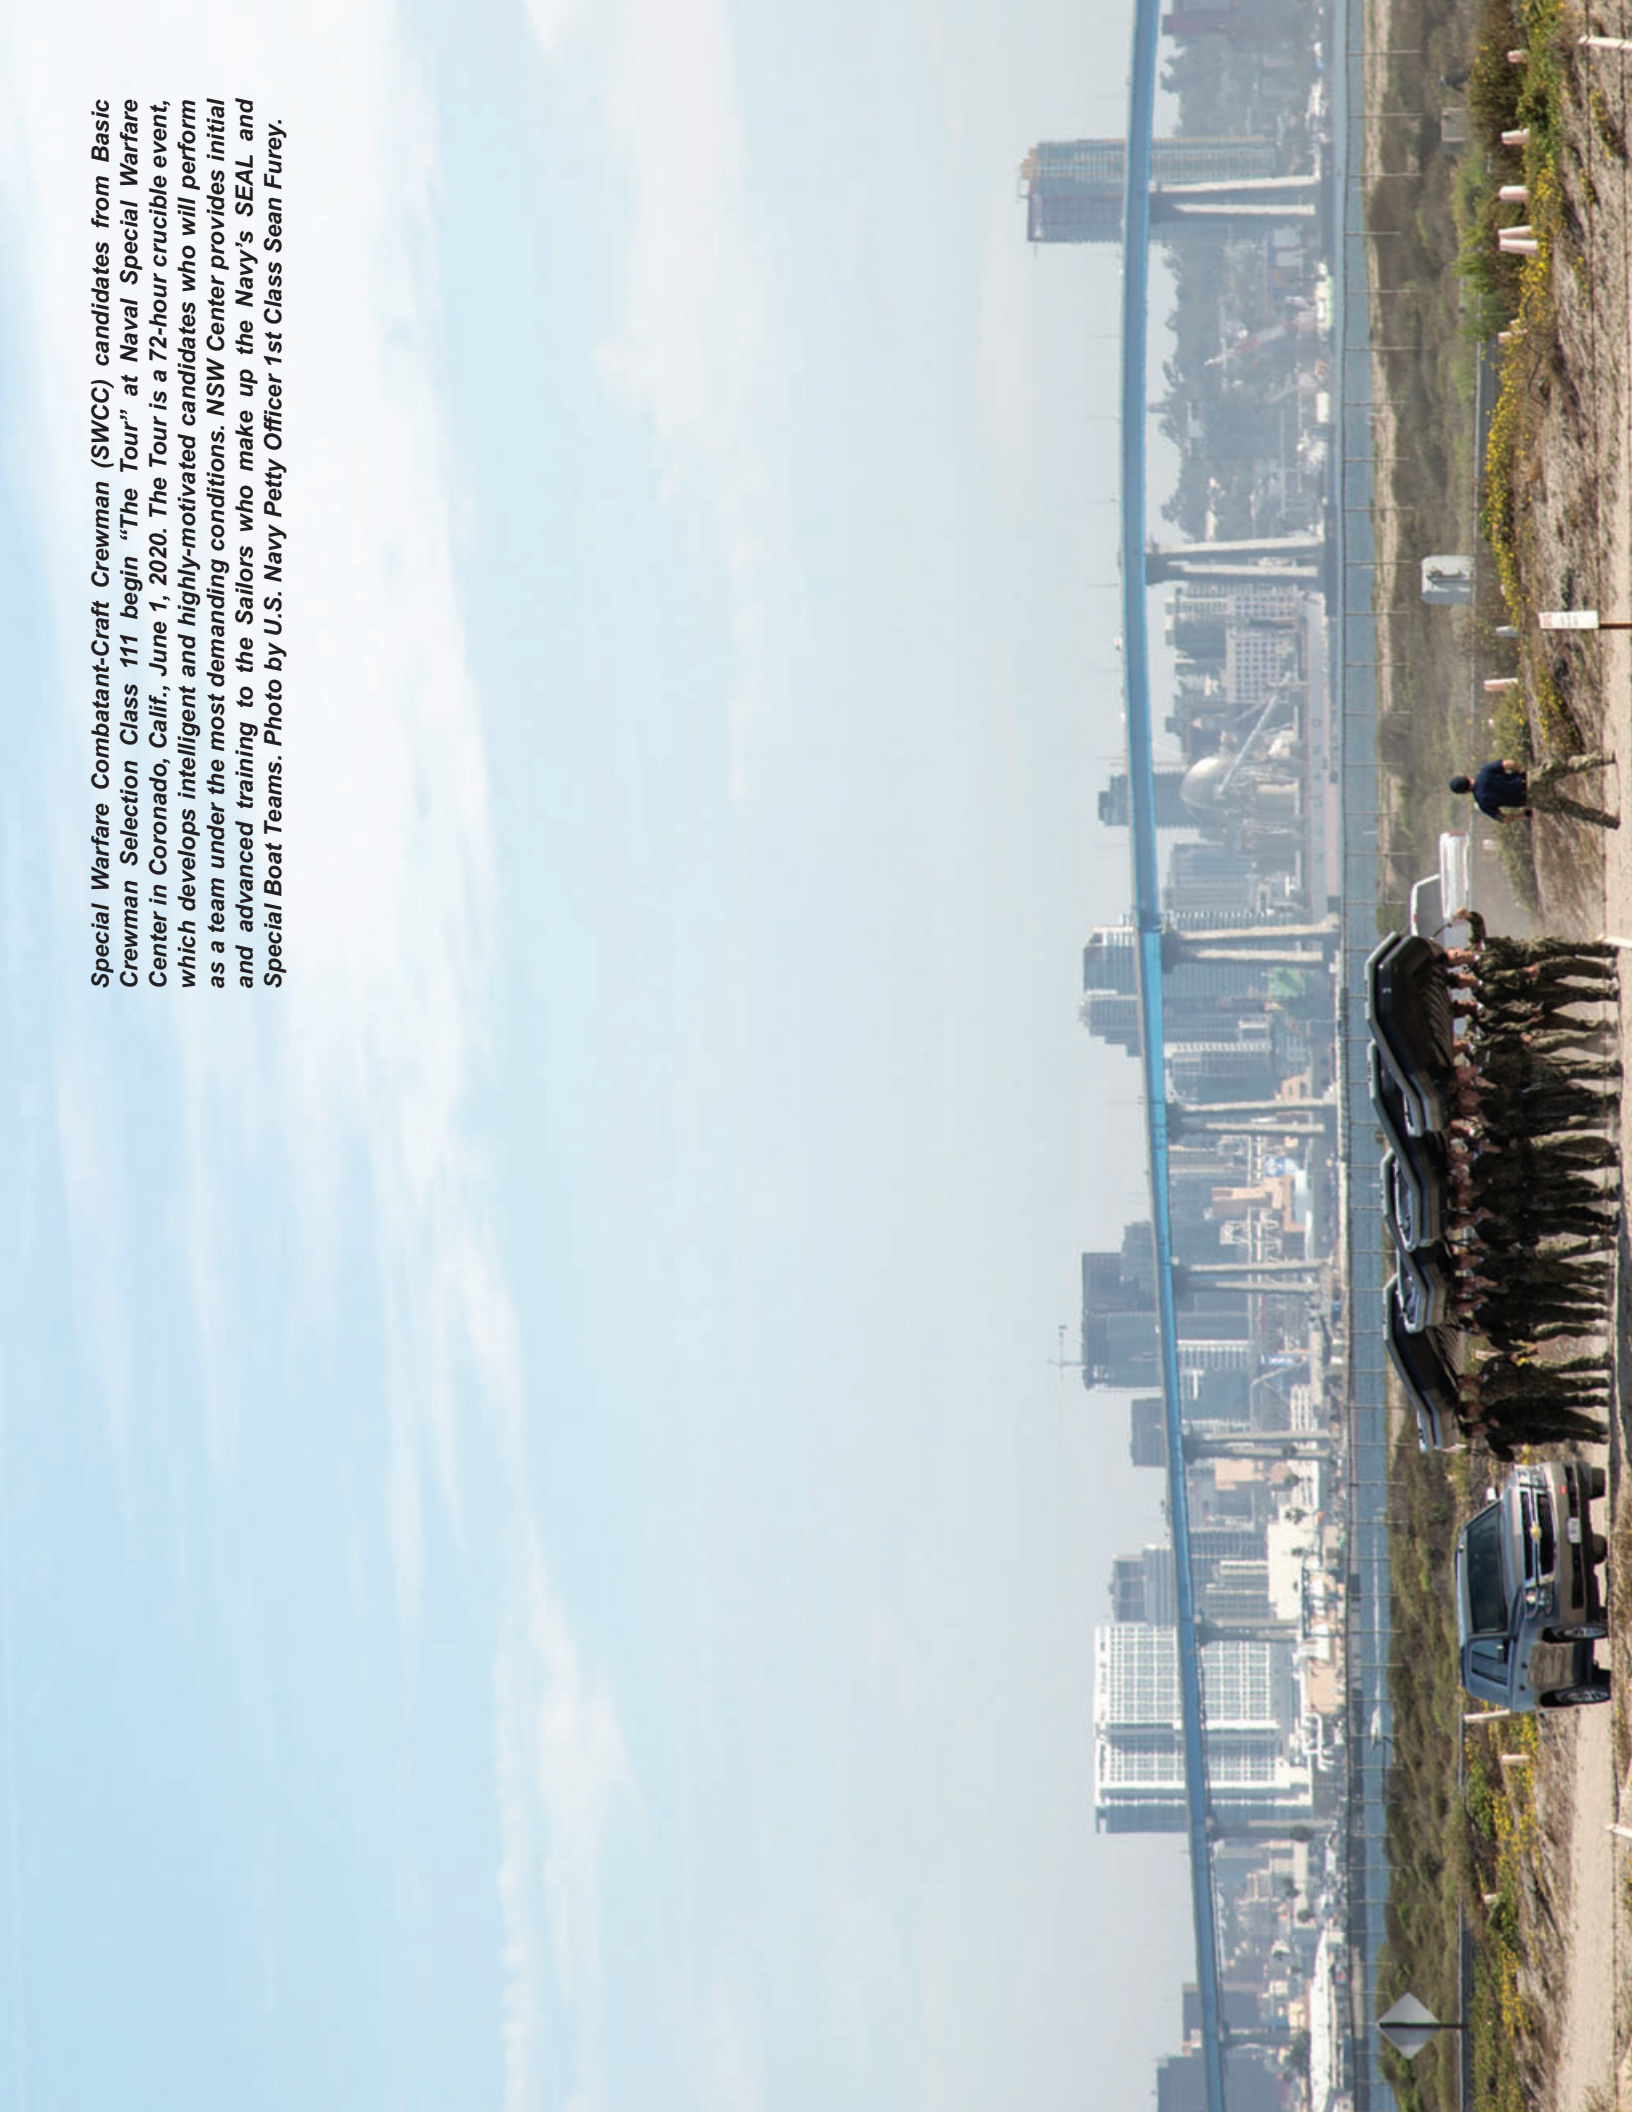 Special Warfare Combatant-Craft Crewman (SWCC) candidates from Basic
Crewman Selection Class 111 begin “The Tour” at Naval Special Warfare
Center in Coronado, Calif., June 1, 2020. The Tour is a 72-hour crucible event,
which develops intelligent and highly-motivated candidates who will perform
as a team under the most demanding conditions. NSW Center provides initial
and advanced training to the Sailors who make up the Navy’s SEAL and
Special Boat Teams. Photo by U.S. Navy Petty Officer 1st Class Sean Furey.